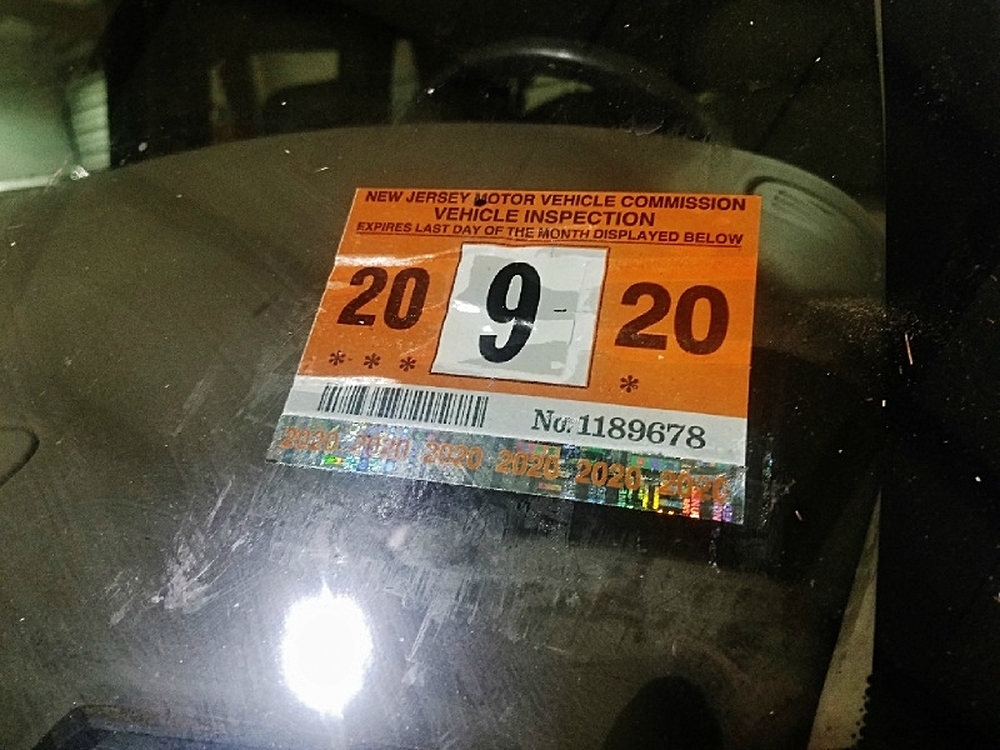 NEW JERSEY MOTOR VEHICLE COMMISSION
VEHICLE INSPECTION
EXPIRES LAST DAY OF THE MONTH DISPLAYED BELOW
20 9 20
* * * *
No. 1189678
2020 2020 2020 2020 2020 2020